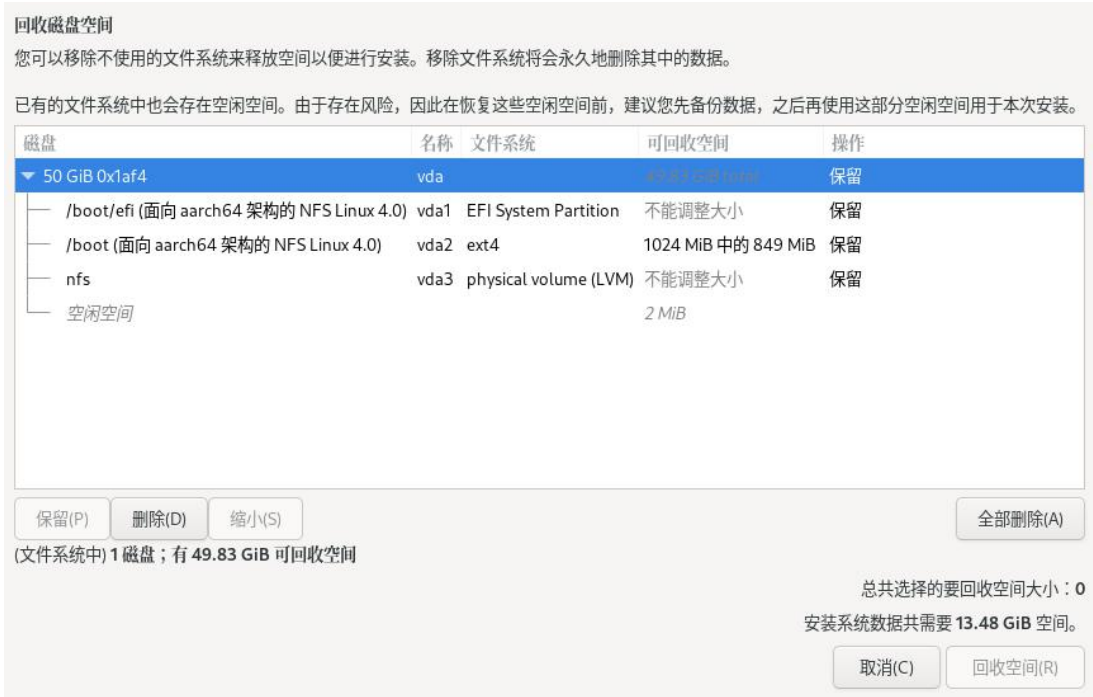 回收磁盘空间
您可以移除不使用的文件系统来释放空间以便进行安装。移除文件系统将会永久地删除其中的数据。
已有的文件系统中也会存在空闲空间。由于存在风险，因此在恢复这些空闲空间前，建议您先备份数据，之后再使用这部分空闲空间用于本次安装。
磁盘 名称 文件系统 可回收空间 操作
50 GiB 0x1af4 vda 49.83 GiB total 保留
/boot/efi (面向 aarch64 架构的 NFS Linux 4.0) vda1 EFI System Partition 不能调整大小 保留
/boot (面向 aarch64 架构的 NFS Linux 4.0) vda2 ext4 1024 MiB 中的 849 MiB 保留
nfs vda3 physical volume (LVM) 不能调整大小 保留
空闲空间 2 MiB
保留(P) 删除(D) 缩小(S) 全部删除(A)
(文件系统中) 1 磁盘；有 49.83 GiB 可回收空间
总共选择的要回收空间大小：0
安装系统数据共需要 13.48 GiB 空间。
取消(C) 回收空间(R)